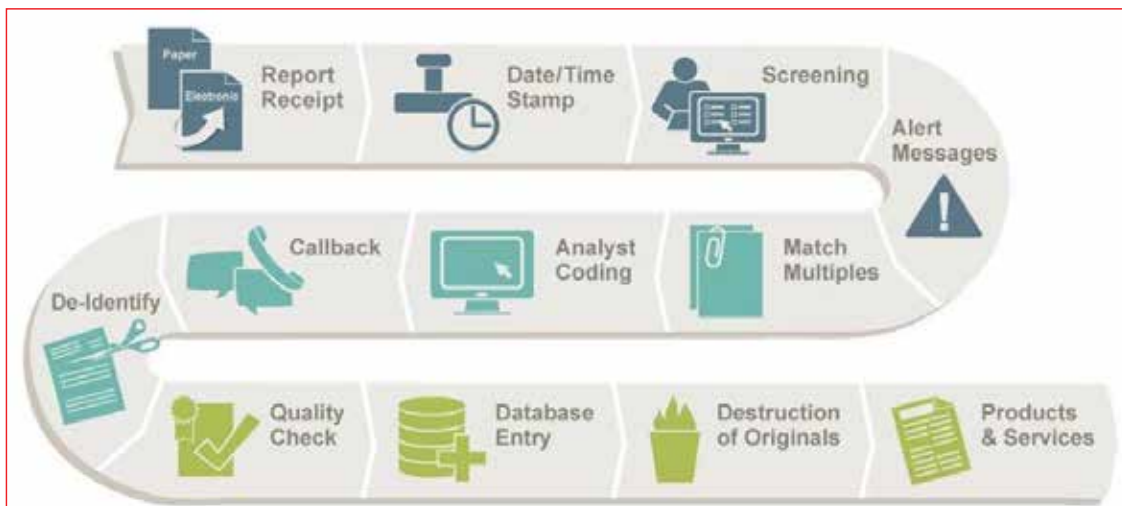 Paper
Electronic
Report
Receipt
Date/Time
Stamp
Screening
Alert
Messages
Match
Multiples
Analyst
Coding
Callback
De-Identify
Quality
Check
Database
Entry
Destruction
of Originals
Products
& Services